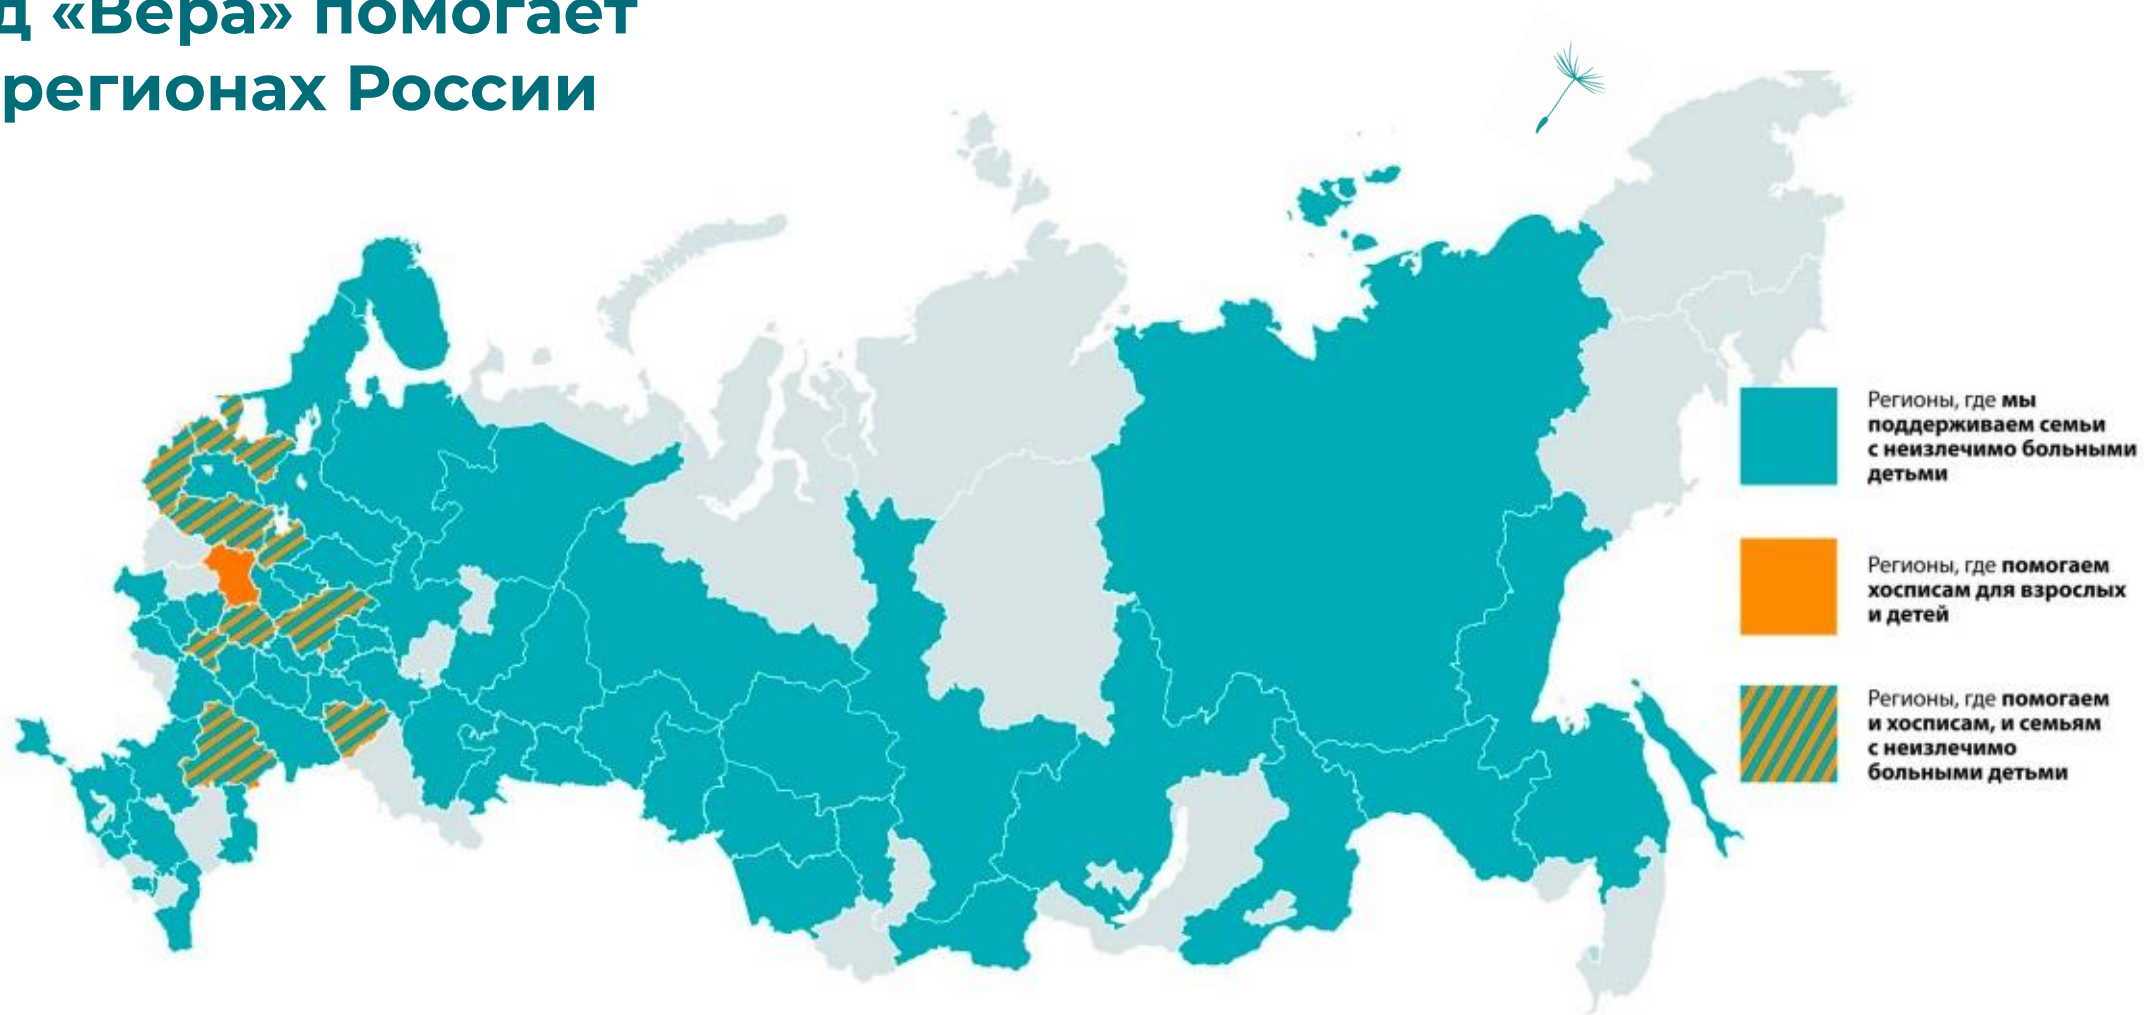 д «Вера» помогает
регионах России
Регионы, где мы
поддерживаем семьи
с неизлечимо больными
детьми
Регионы, где помогаем
хосписам для взрослых
и детей
Регионы, где помогаем
и хосписам, и семьям
с неизлечимо
больными детьми